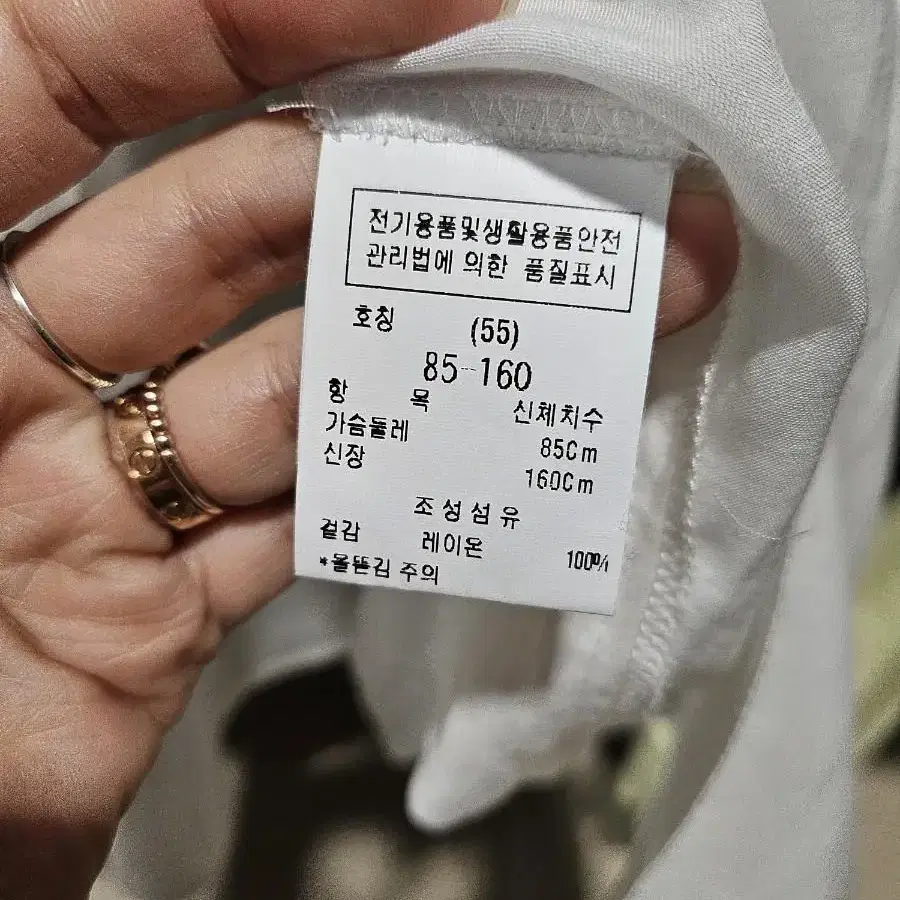 전기용품및생활용품안전
관리법에 의한 품질표시
호칭 (55)
85-160
항 목 신체치수
가슴둘레 85Cm
신장 160Cm
조성섬유
겉감 레이온 100%
*올뜯김 주의